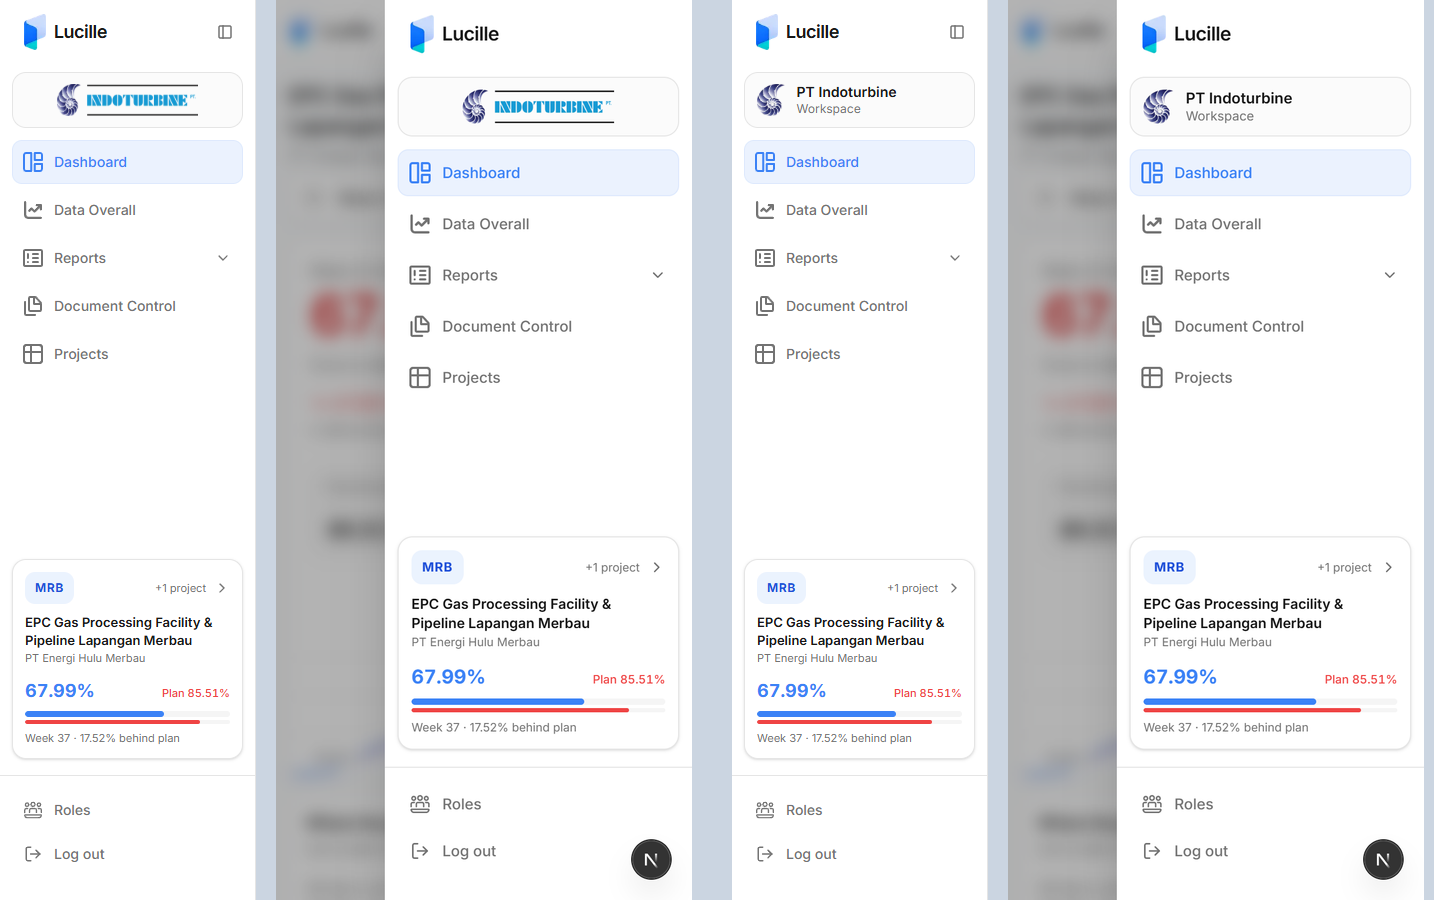 Lucille
INDOTURBINE PT
Dashboard
Data Overall
Reports
Document Control
Projects
MRB
+1 project
EPC Gas Processing Facility &
Pipeline Lapangan Merbau
PT Energi Hulu Merbau
67.99%
Plan 85.51%
Week 37 · 17.52% behind plan
Roles
Log out
67.
Lucille
INDOTURBINE PT
Dashboard
Data Overall
Reports
Document Control
Projects
MRB
+1 project
EPC Gas Processing Facility &
Pipeline Lapangan Merbau
PT Energi Hulu Merbau
67.99%
Plan 85.51%
Week 37 · 17.52% behind plan
Roles
Log out
N
Lucille
PT Indoturbine
Workspace
Dashboard
Data Overall
Reports
Document Control
Projects
MRB
+1 project
EPC Gas Processing Facility &
Pipeline Lapangan Merbau
PT Energi Hulu Merbau
67.99%
Plan 85.51%
Week 37 · 17.52% behind plan
Roles
Log out
67.
Lucille
PT Indoturbine
Workspace
Dashboard
Data Overall
Reports
Document Control
Projects
MRB
+1 project
EPC Gas Processing Facility &
Pipeline Lapangan Merbau
PT Energi Hulu Merbau
67.99%
Plan 85.51%
Week 37 · 17.52% behind plan
Roles
Log out
N